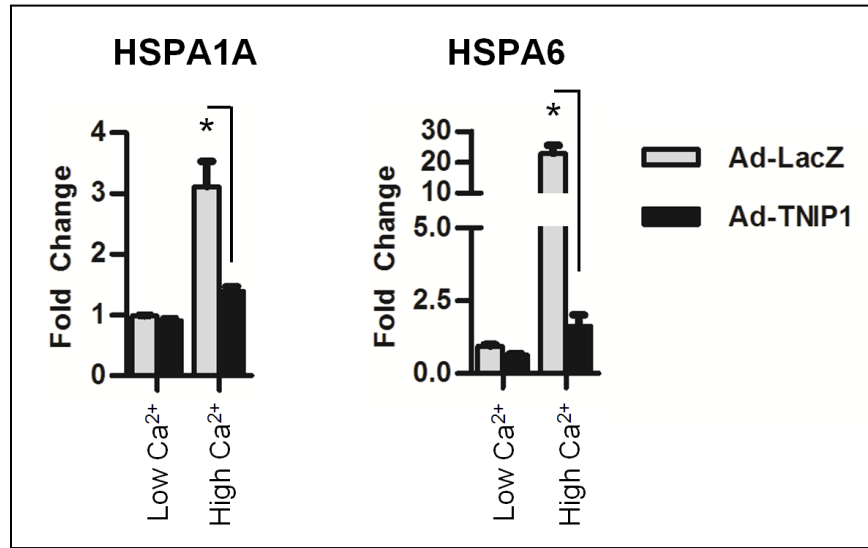 HSPA1A
HSPA6
Fold Change
4
3
2
1
0
*
Low Ca²⁺
High Ca²⁺
Fold Change
30
20
10
5.0
2.5
0.0
*
Low Ca²⁺
High Ca²⁺
Ad-LacZ
Ad-TNIP1